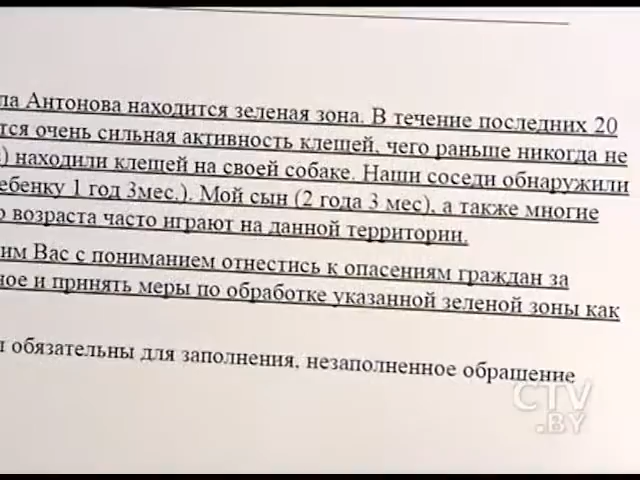 ла Антонова находится зеленая зона. В течение последних 20
тся очень сильная активность клещей, чего раньше никогда не
) находили клещей на своей собаке. Наши соседи обнаружили
ебенку 1 год 3мес.). Мой сын (2 года 3 мес), а также многие
о возраста часто играют на данной территории.
им Вас с пониманием отнестись к опасениям граждан за
ное и принять меры по обработке указанной зеленой зоны как
ы обязательны для заполнения, незаполненное обращение
CTV
.BY